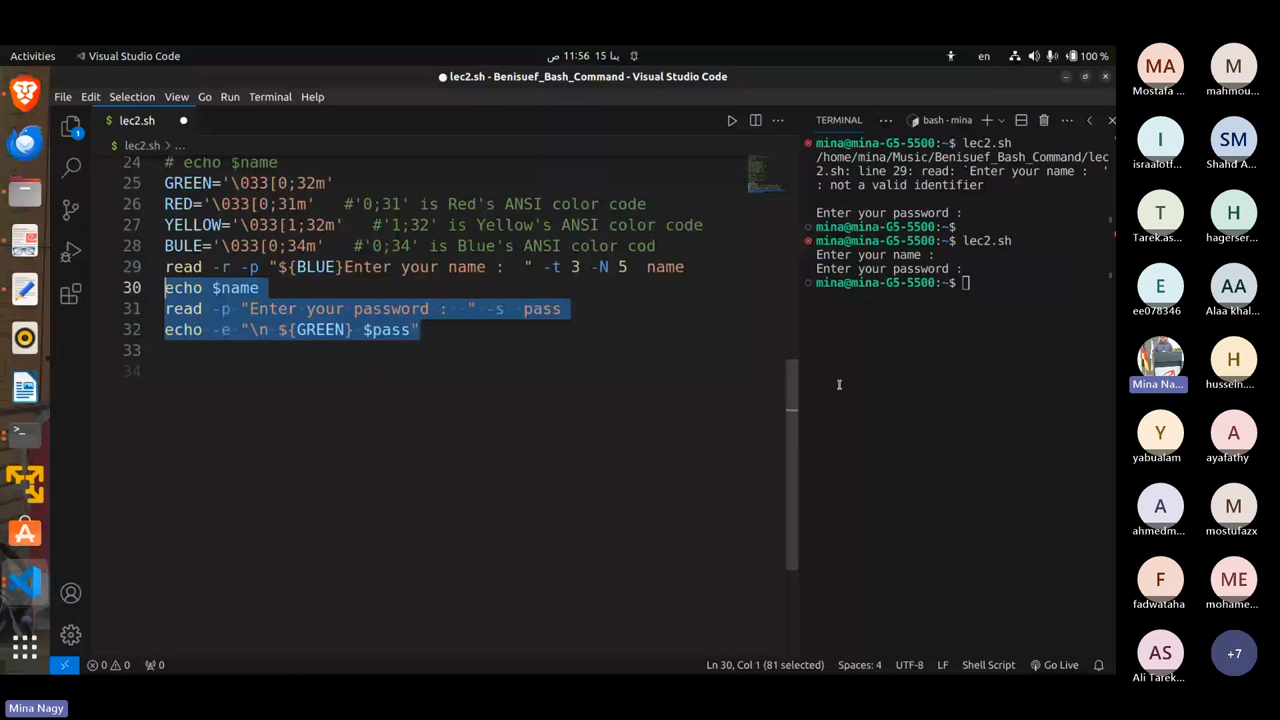 Activities
Visual Studio Code
11:56 ص
15 ينا
en
100 %
lec2.sh - Benisuef_Bash_Command - Visual Studio Code
File Edit Selection View Go Run Terminal Help
lec2.sh
lec2.sh > ...
24 # echo $name
25 GREEN='\033[0;32m'
26 RED='\033[0;31m' #'0;31' is Red's ANSI color code
27 YELLOW='\033[1;32m' #'1;32' is Yellow's ANSI color code
28 BULE='\033[0;34m' #'0;34' is Blue's ANSI color cod
29 read -r -p "${BLUE}Enter your name :  " -t 3 -N 5  name
30 echo $name
31 read -p "Enter your password :  " -s  pass
32 echo -e "\n ${GREEN} $pass"
33
34
TERMINAL
bash - mina
mina@mina-G5-5500:~$ lec2.sh
/home/mina/Music/Benisuef_Bash_Command/lec
2.sh: line 29: read: `Enter your name :  '
: not a valid identifier
Enter your password :
mina@mina-G5-5500:~$
mina@mina-G5-5500:~$ lec2.sh
Enter your name :
Enter your password :
mina@mina-G5-5500:~$
1
0 0
0
Ln 30, Col 1 (81 selected)
Spaces: 4
UTF-8
LF
Shell Script
Go Live
MA
M
Mostafa ...
mahmou...
I
SM
israalotf...
Shahd A...
T
H
Tarek.as...
hagerser...
E
AA
ee078346
Alaa khal...
H
Mina Na...
hussein....
Y
A
yabualam
ayafathy
A
M
ahmedm...
mostufazx
F
ME
fadwataha
mohame...
AS
+7
Ali Tarek...
Mina Nagy